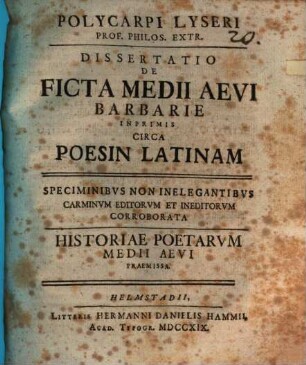 POLYCARPI LYSERI
PROF. PHILOS. EXTR.
20.
DISSERTATIO
DE
FICTA MEDII AEVI
BARBARIE
INPRIMIS
CIRCA
POESIN LATINAM
SPECIMINIBVS NON INELEGANTIBVS
CARMINVM EDITORVM ET INEDITORVM
CORROBORATA
HISTORIAE POETARVM
MEDII AEVI
PRAEMISSA.
HELMSTADII,
LITTERIS HERMANNI DANIELIS HAMMII,
ACAD. TYPOGR. MDCCXIX.